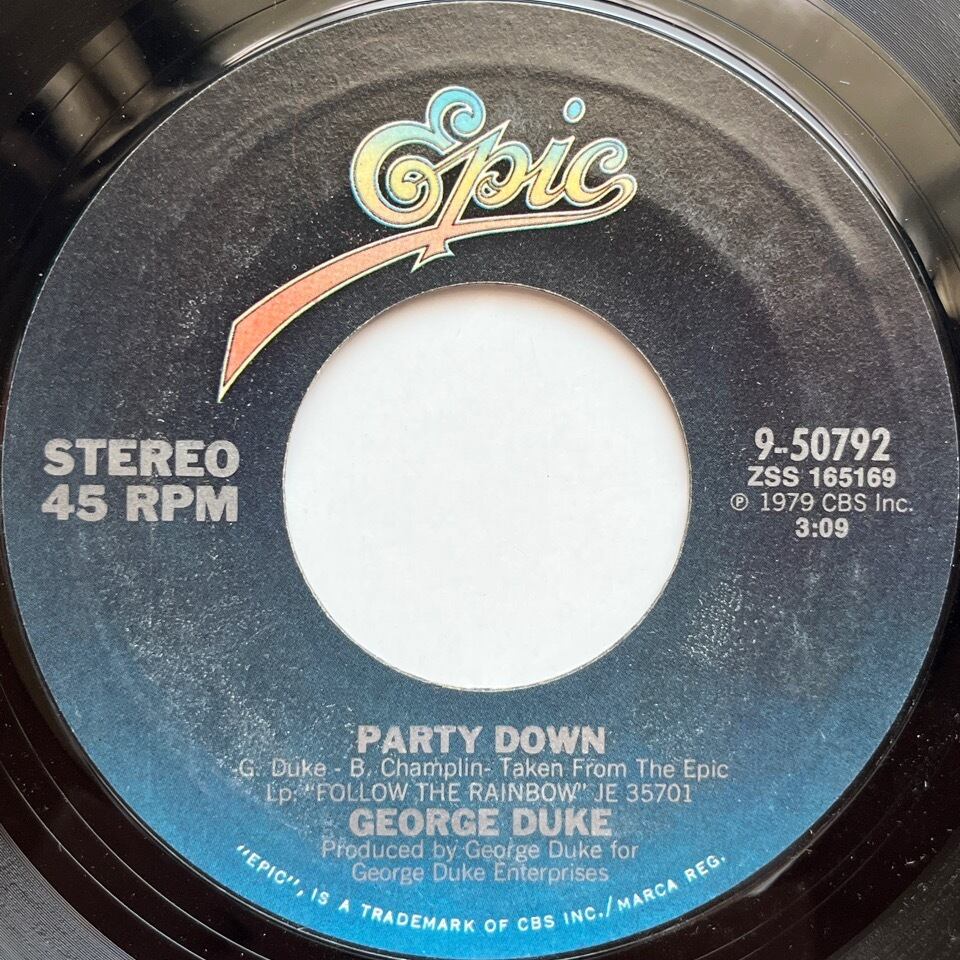 Epic
STEREO
45 RPM
9-50792
ZSS 165169
℗ 1979 CBS Inc.
3:09
PARTY DOWN
-G. Duke - B. Champlin- Taken From The Epic
Lp: "FOLLOW THE RAINBOW" JE 35701
GEORGE DUKE
Produced by George Duke for
George Duke Enterprises
"EPIC", IS A TRADEMARK OF CBS INC./MARCA REG.